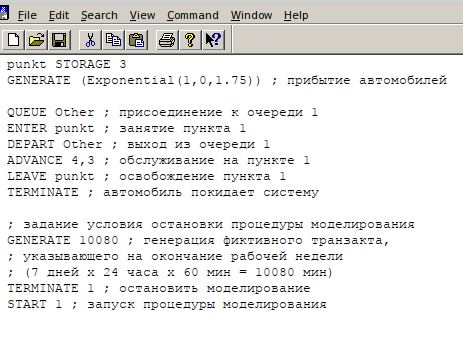 File Edit Search View Command Window Help
punkt STORAGE 3
GENERATE (Exponential(1,0,1.75)) ; прибытие автомобилей
QUEUE Other ; присоединение к очереди 1
ENTER punkt ; занятие пункта 1
DEPART Other ; выход из очереди 1
ADVANCE 4,3 ; обслуживание на пункте 1
LEAVE punkt ; освобождение пункта 1
TERMINATE ; автомобиль покидает систему
; задание условия остановки процедуры моделирования
GENERATE 10080 ; генерация фиктивного транзакта,
; указывающего на окончание рабочей недели
; (7 дней x 24 часа x 60 мин = 10080 мин)
TERMINATE 1 ; остановить моделирование
START 1 ; запуск процедуры моделирования